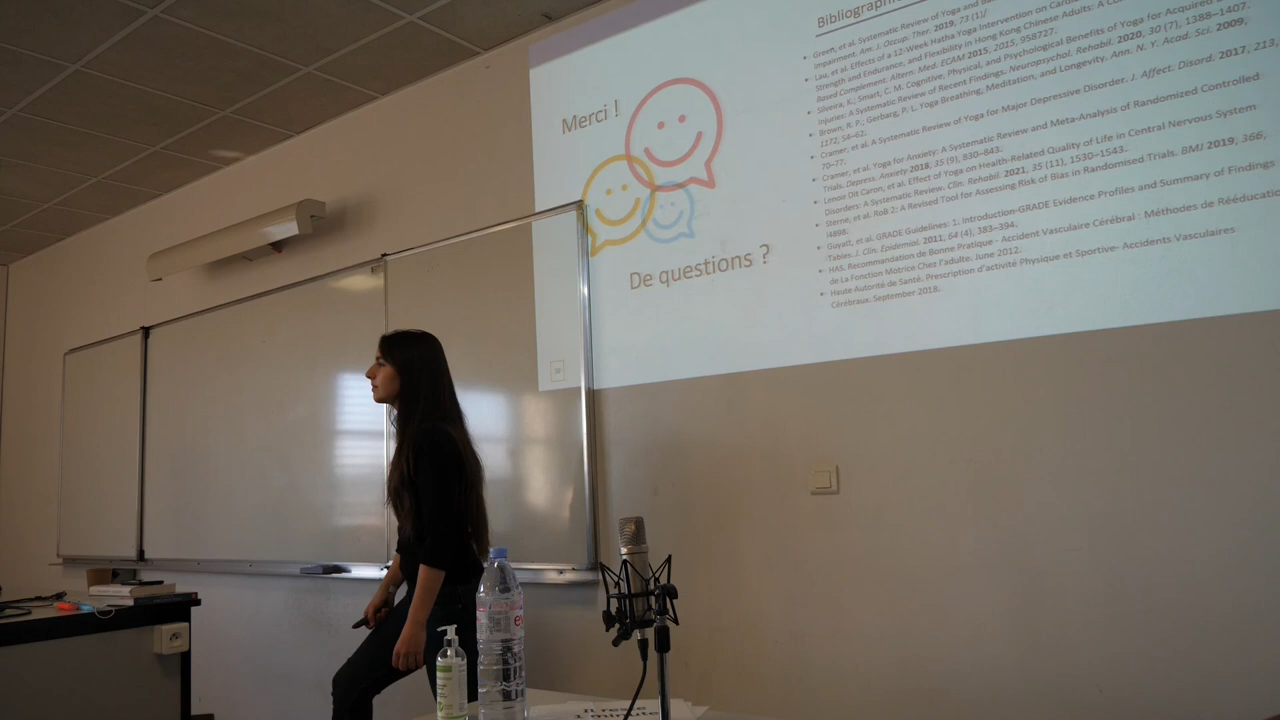 Merci !
De questions ?
Bibliographie
Green, et al. Systematic Review of Yoga and
Impairment. Am. J. Occup. Ther. 2019, 73 (1)/
Lau, et al. Effects of a 12-Week Hatha Yoga Intervention on
Strength and Endurance, and Flexibility in Hong Kong Chinese Adults: A
Based Complement. Altern. Med. ECAM 2015, 2015, 958727.
Silveira, K.; Smart, C. M. Cognitive, Physical, and Psychological Benefits of Yoga for Acquired
Injuries: A Systematic Review of Recent Findings. Neuropsychol. Rehabil. 2020, 30 (7), 1388–1407.
Brown, R. P.; Gerbarg, P. L. Yoga Breathing, Meditation, and Longevity. Ann. N. Y. Acad. Sci. 2009,
1172, 54–62.
Cramer, et al. A Systematic Review of Yoga for Major Depressive Disorder. J. Affect. Disord. 2017, 213,
70–77.
Cramer, et al. Yoga for Anxiety: A Systematic Review and Meta-Analysis of Randomized Controlled
Trials. Depress. Anxiety 2018, 35 (9), 830–843.
Lenoir Dit Caron, et al. Effect of Yoga on Health-Related Quality of Life in Central Nervous System
Disorders: A Systematic Review. Clin. Rehabil. 2021, 35 (11), 1530–1543.
Sterne, et al. RoB 2: A Revised Tool for Assessing Risk of Bias in Randomised Trials. BMJ 2019, 366,
l4898.
Guyatt, et al. GRADE Guidelines: 1. Introduction-GRADE Evidence Profiles and Summary of Findings
Tables. J. Clin. Epidemiol. 2011, 64 (4), 383–394.
HAS. Recommandation de Bonne Pratique - Accident Vasculaire Cérébral : Méthodes de Rééducatio
de La Fonction Motrice Chez l'adulte. June 2012.
Haute Autorité de Santé. Prescription d'activité Physique et Sportive- Accidents Vasculaires
Cérébraux. September 2018.
Il reste
1 minute